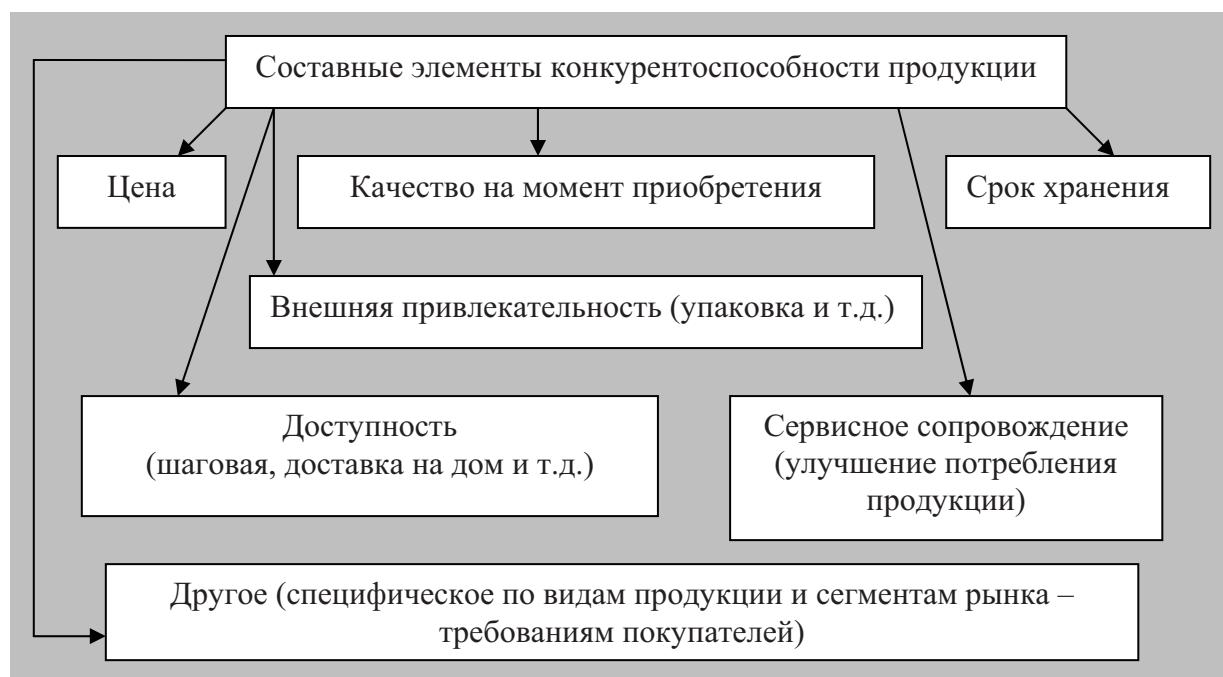 Составные элементы конкурентоспособности продукции
Цена
Качество на момент приобретения
Срок хранения
Внешняя привлекательность (упаковка и т.д.)
Доступность
(шаговая, доставка на дом и т.д.)
Сервисное сопровождение
(улучшение потребления
продукции)
Другое (специфическое по видам продукции и сегментам рынка –
требованиям покупателей)